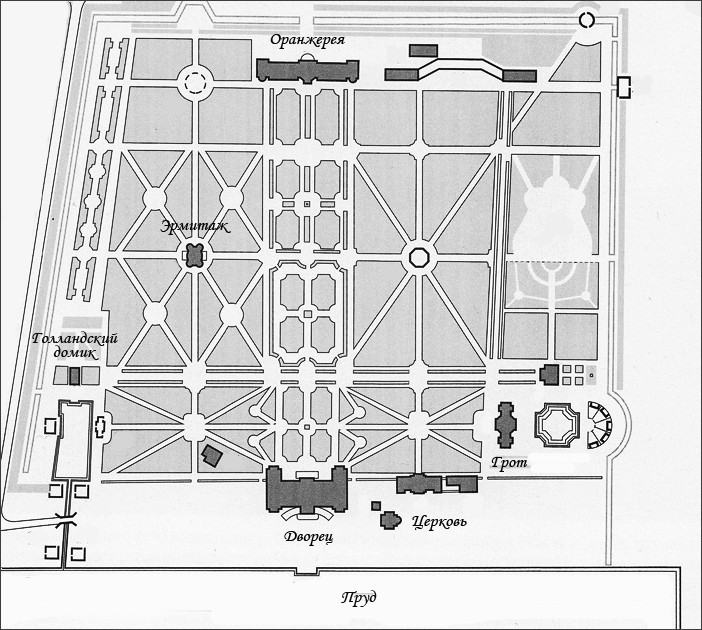 Оранжерея
Эрмитаж
Голландский
домик
Грот
Церковь
Дворец
Пруд